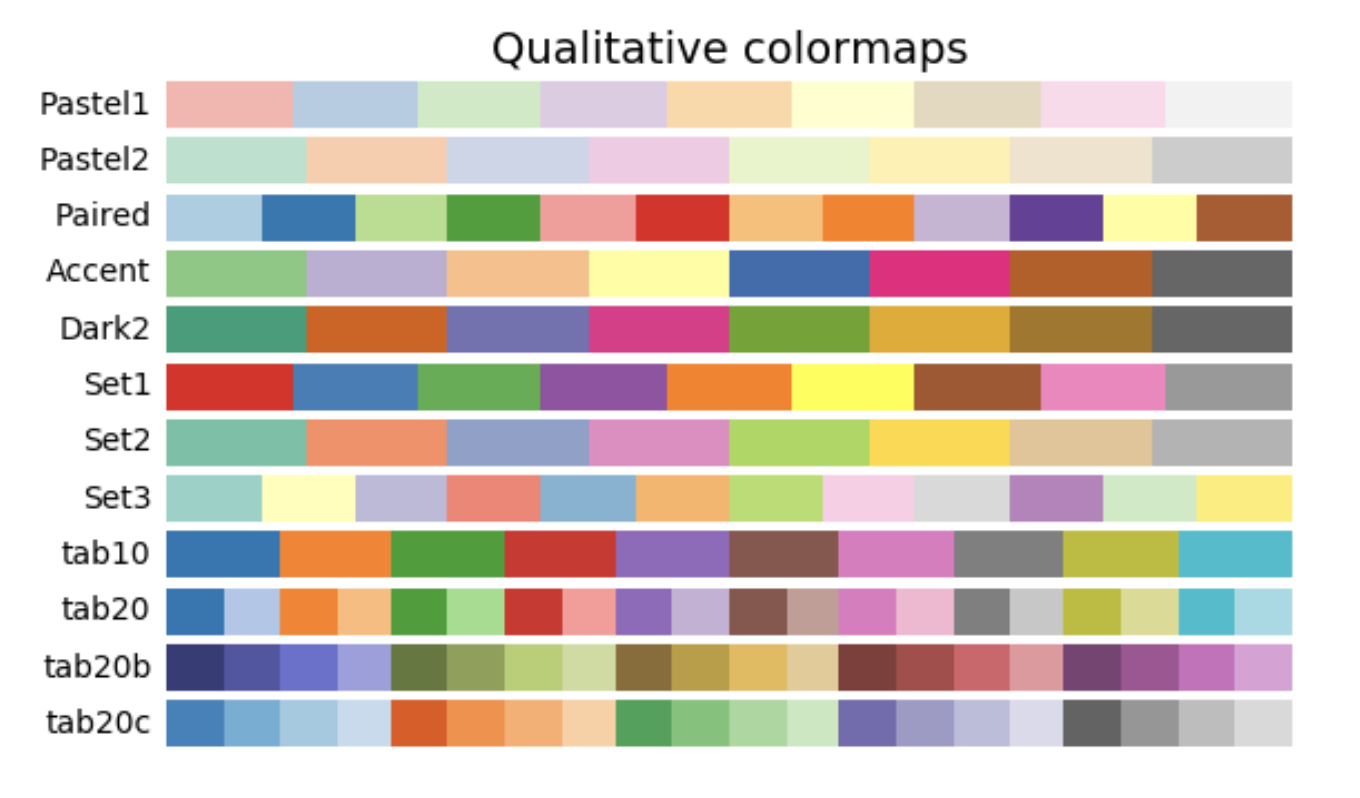 Qualitative colormaps
Pastel1
Pastel2
Paired
Accent
Dark2
Set1
Set2
Set3
tab10
tab20
tab20b
tab20c